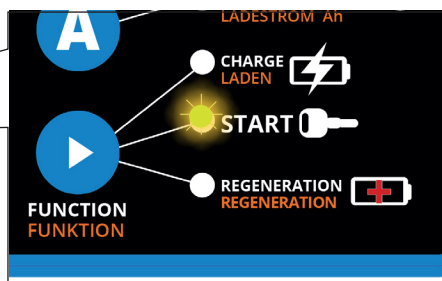 LADESTROM Ah
A
CHARGE
LADEN
START
REGENERATION
REGENERATION
FUNCTION
FUNKTION